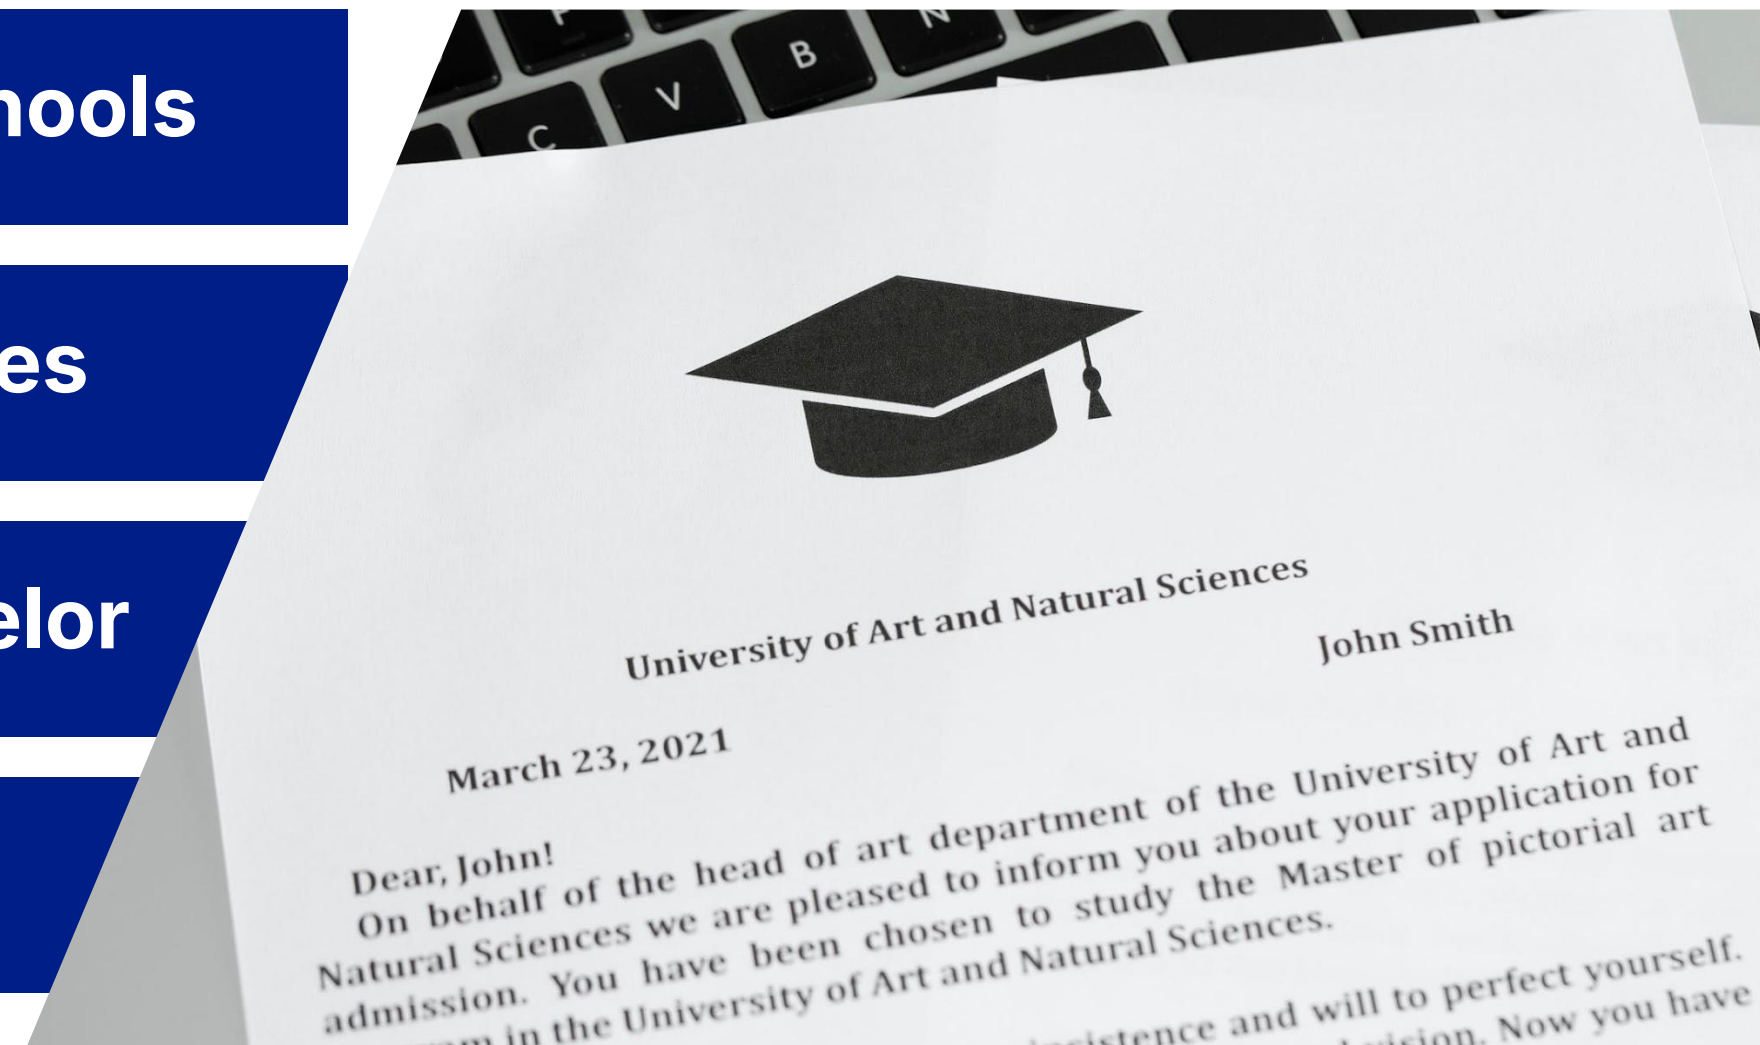 hools
es
elor
F
N
B
V
C
University of Art and Natural Sciences
John Smith
March 23, 2021
Dear, John!
On behalf of the head of art department of the University of Art and
Natural Sciences we are pleased to inform you about your application for
admission. You have been chosen to study the Master of pictorial art
in the University of Art and Natural Sciences.
and will to perfect yourself.
Now you have